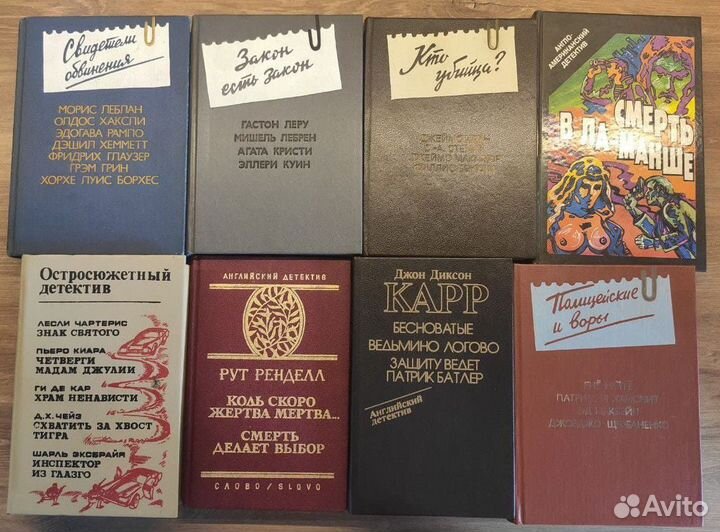 Свидетели
обвинения
МОРИС ЛЕБЛАН
ОЛДОС ХАКСЛИ
ЭДОГАВА РАМПО
ДЭШИЛ ХЕММЕТТ
ФРИДРИХ ГЛАУЗЕР
ГРЭМ ГРИН
ХОРХЕ ЛУИС БОРХЕС
Закон
есть закон
ГАСТОН ЛЕРУ
МИШЕЛЬ ЛЕБРЕН
АГАТА КРИСТИ
ЭЛЛЕРИ КУИН
Кто
убийца?
АНГЛО-
АМЕРИКАНСКИЙ
ДЕТЕКТИВ
СМЕРТЬ
В ЛА-МАНШЕ
Остросюжетный
детектив
ЛЕСЛИ ЧАРТЕРИС
ЗНАК СВЯТОГО
ПЬЕРО КИАРА
ЧЕТВЕРГИ
МАДАМ ДЖУЛИИ
ГИ ДЕ КАР
ХРАМ НЕНАВИСТИ
Д.Х.ЧЕЙЗ
СХВАТИТЬ ЗА ХВОСТ
ТИГРА
ШАРЛЬ ЭКСБРАЙЯ
ИНСПЕКТОР
ИЗ ГЛАЗГО
АНГЛИЙСКИЙ ДЕТЕКТИВ
РУТ РЕНДЕЛЛ
КОЛЬ СКОРО
ЖЕРТВА МЕРТВА...
СМЕРТЬ
ДЕЛАЕТ ВЫБОР
СЛОВО/SLOVO
Джон Диксон
КАРР
БЕСНОВАТЫЕ
ВЕДЬМИНО ЛОГОВО
ЗАЩИТУ ВЕДЕТ
ПАТРИК БАТЛЕР
Английский
детектив
Полицейские
и воры
ДЖОРДЖО ЩЕРБАНЕНКО
Avito